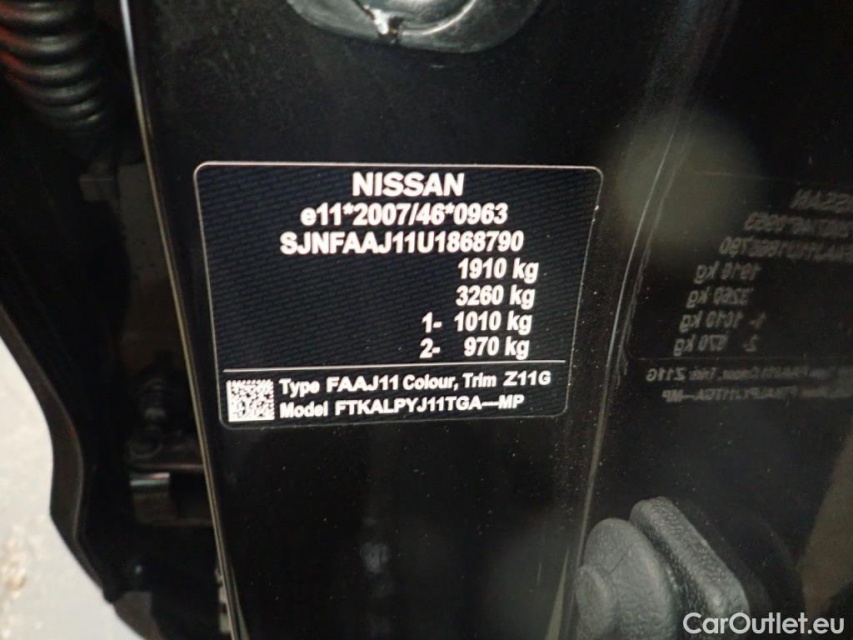 NISSAN
e11*2007/46*0963
SJNFAAJ11U1868790
1910 kg
3260 kg
1- 1010 kg
2- 970 kg
Type FAAJ11 Colour, Trim Z11G
Model FTKALPYJ11TGA—MP
CarOutlet.eu